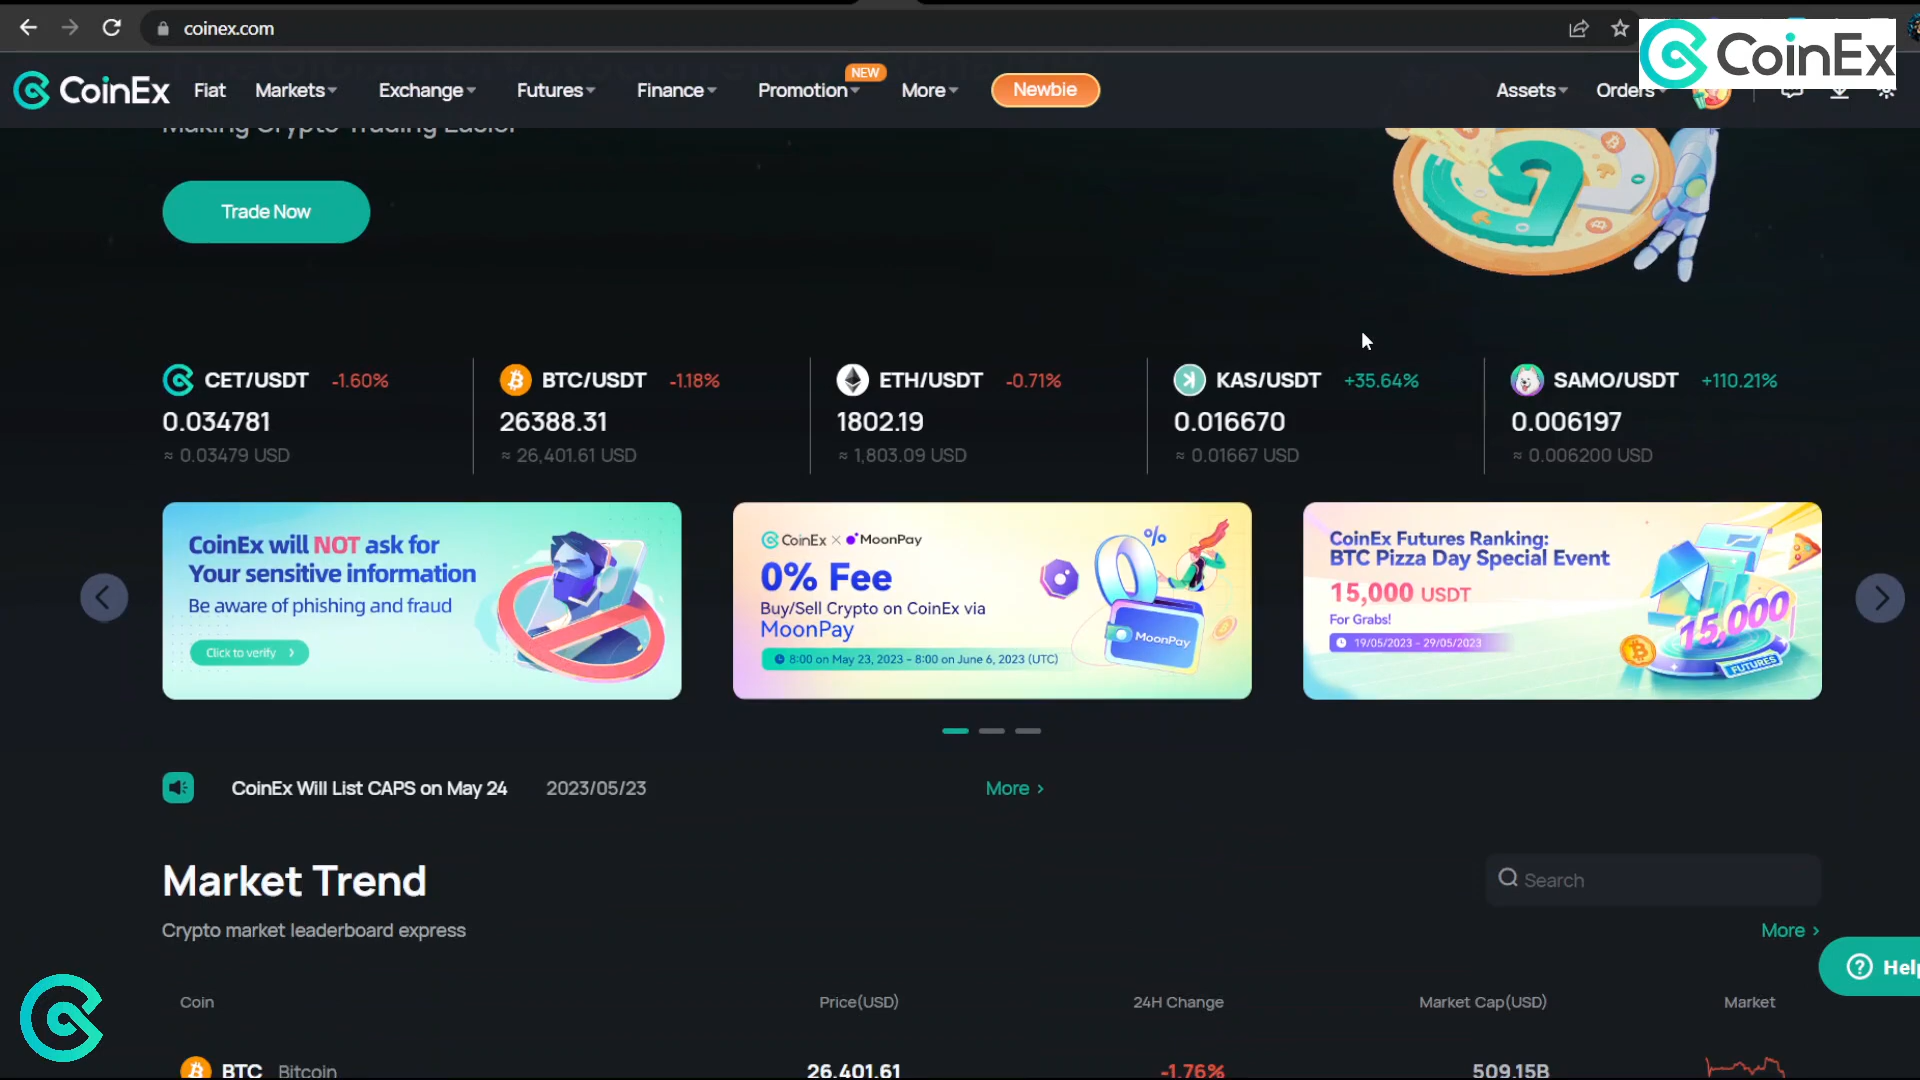 coinex.com
CoinEx
CoinEx Fiat Markets Exchange Futures Finance Promotion NEW More Newbie Assets Orders
Making Crypto Trading Easier
Trade Now
CET/USDT -1.60%
0.034781
≈ 0.03479 USD
BTC/USDT -1.18%
26388.31
≈ 26,401.61 USD
ETH/USDT -0.71%
1802.19
≈ 1,803.09 USD
KAS/USDT +35.64%
0.016670
≈ 0.01667 USD
SAMO/USDT +110.21%
0.006197
≈ 0.006200 USD
CoinEx will NOT ask for
Your sensitive information
Be aware of phishing and fraud
Click to verify >
CoinEx × MoonPay
0% Fee
Buy/Sell Crypto on CoinEx via
MoonPay
8:00 on May 23, 2023 - 8:00 on June 6, 2023 (UTC)
%
MoonPay
CoinEx Futures Ranking:
BTC Pizza Day Special Event
15,000 USDT
For Grabs!
19/05/2023 - 29/05/2023
15,000
FUTURES
CoinEx Will List CAPS on May 24 2023/05/23 More >
Market Trend
Search
Crypto market leaderboard express
More >
Help
Coin Price(USD) 24H Change Market Cap(USD) Market
BTC Bitcoin 26,401.61 -1.76% 509.15B